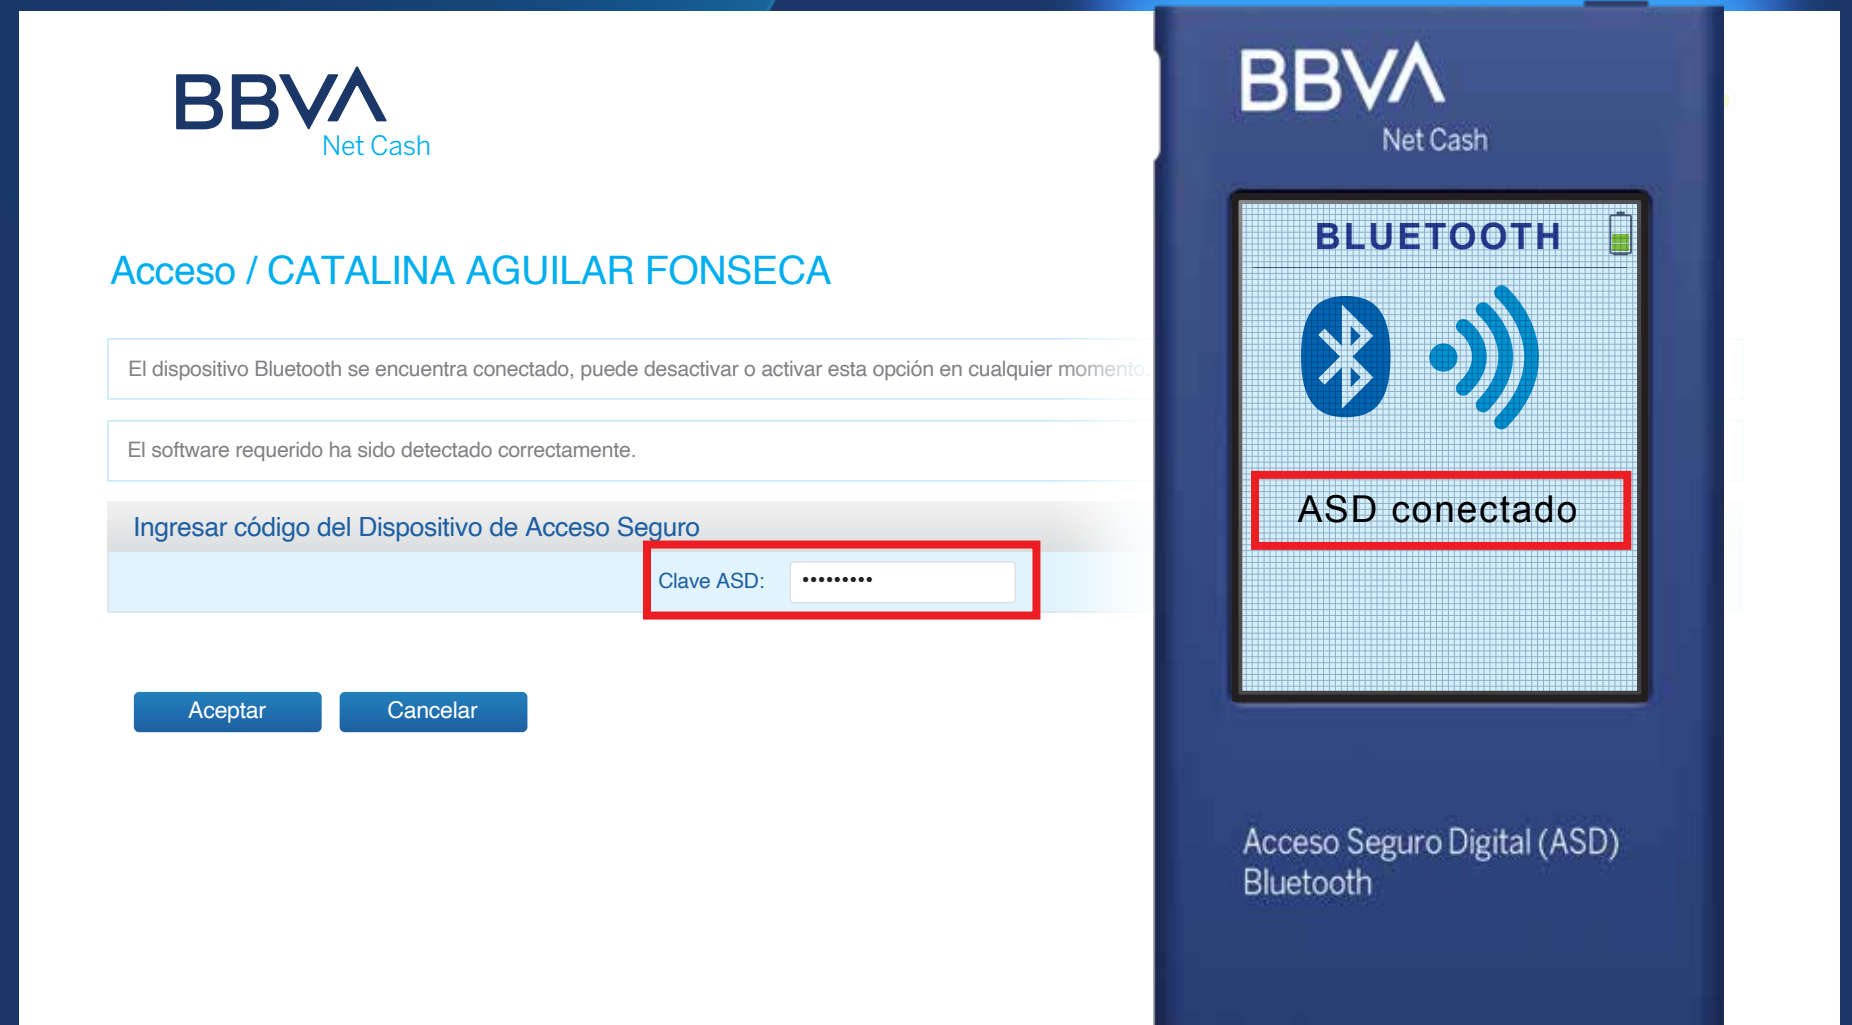 BBVA
Net Cash
Acceso / CATALINA AGUILAR FONSECA
El dispositivo Bluetooth se encuentra conectado, puede desactivar o activar esta opción en cualquier momento.
El software requerido ha sido detectado correctamente.
Ingresar código del Dispositivo de Acceso Seguro
Clave ASD: •••••••••
Aceptar
Cancelar
BBVA
Net Cash
BLUETOOTH
ASD conectado
Acceso Seguro Digital (ASD)
Bluetooth